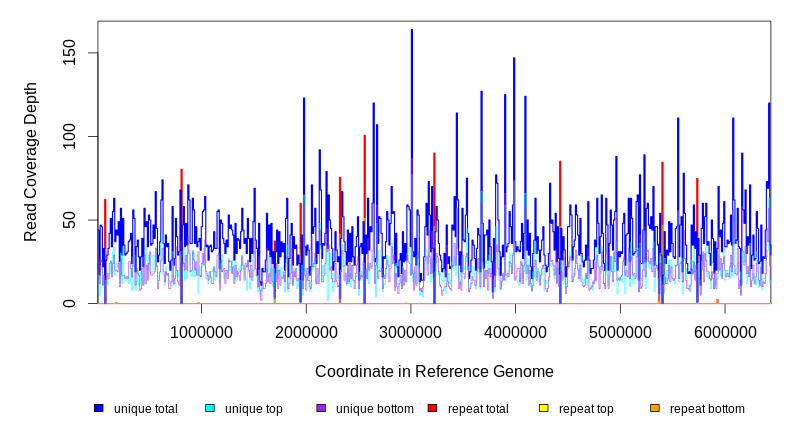 150
100
50
0
Read Coverage Depth
1000000 2000000 3000000 4000000 5000000 6000000
Coordinate in Reference Genome
unique total unique top unique bottom repeat total repeat top repeat bottom